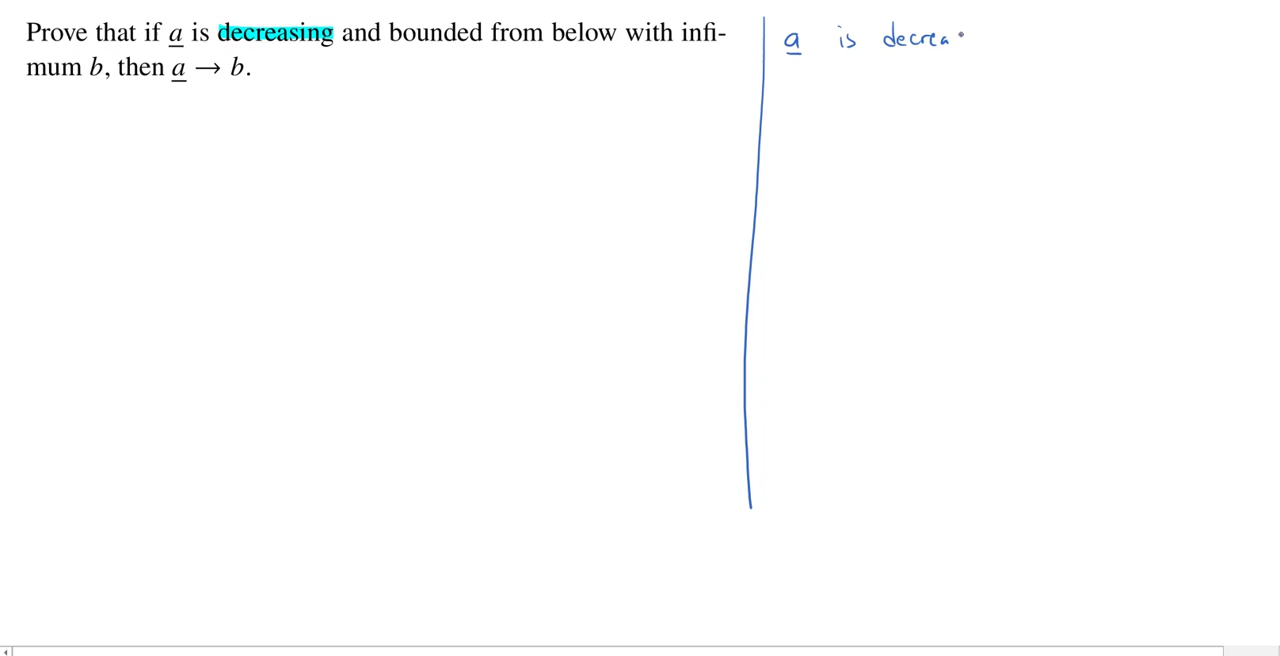 Prove that if a is decreasing and bounded from below with infi-
mum b, then a → b.
a is decrea